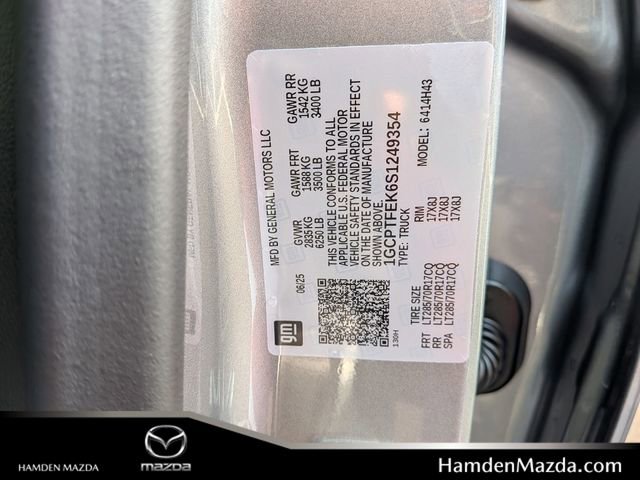 MFD BY GENERAL MOTORS LLC
06/25 GVWR GAWR FRT GAWR RR
2835 KG 1588 KG 1542 KG
6250 LB 3500 LB 3400 LB
THIS VEHICLE CONFORMS TO ALL
APPLICABLE U.S. FEDERAL MOTOR
VEHICLE SAFETY STANDARDS IN EFFECT
ON THE DATE OF MANUFACTURE
SHOWN ABOVE.
1GCPTFEK6S1249354
TYPE: TRUCK MODEL: 6414H43
gm
130H
TIRE SIZE RIM
FRT LT285/70R17CQ 17X8J
RR LT285/70R17CQ 17X8J
SPA LT285/70R17CQ 17X8J
HAMDEN MAZDA
mazda
HamdenMazda.com